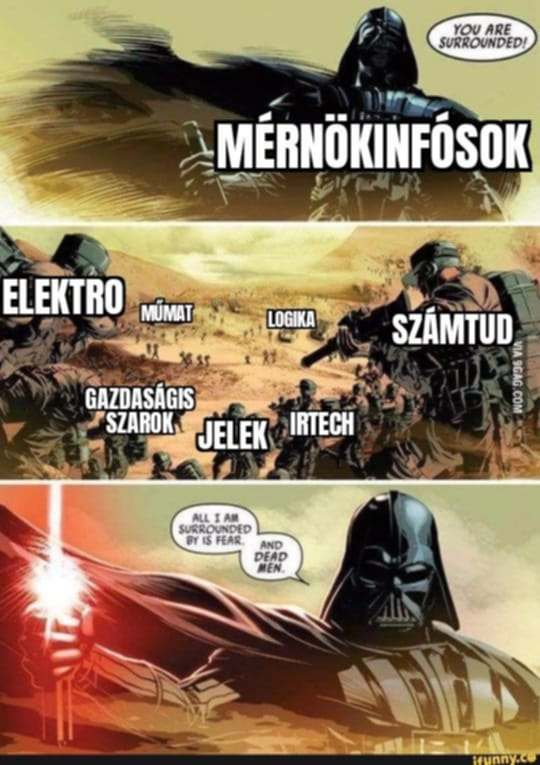 YOU ARE
SURROUNDED!
MÉRNÖKINFÓSOK
ELEKTRO
MŰMAT
LOGIKA
SZÁMTUD
GAZDASÁGIS
SZAROK
JELEK
IRTECH
VIA 9GAG.COM
ALL I AM
SURROUNDED
BY IS FEAR.
AND
DEAD
MEN.
ifunny.co